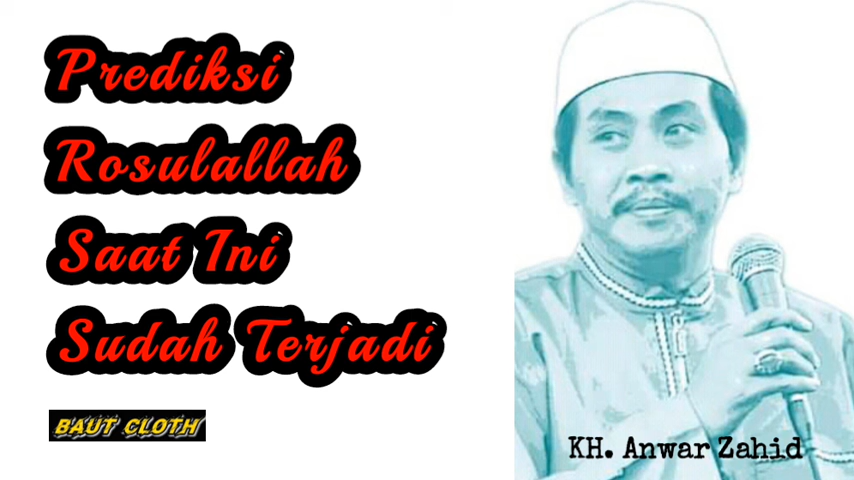 Prediksi
Rosulallah
Saat Ini
Sudah Terjadi
BAUT CLOTH
KH. Anwar Zahid